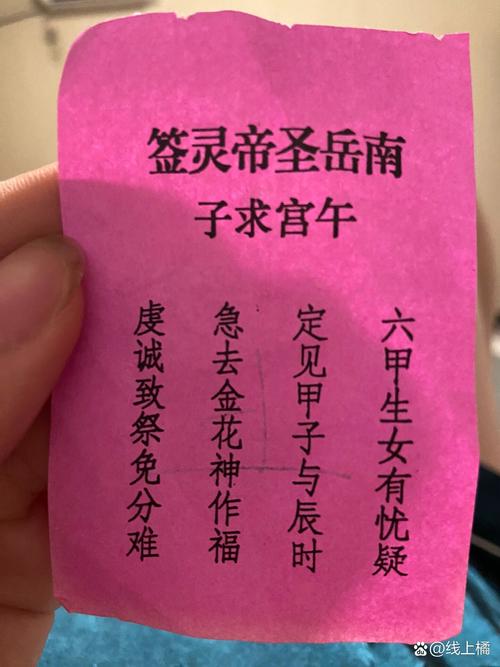 南岳圣帝灵签
午宫求子
六甲生女有忧疑
定见甲子与辰时
急去金花神作福
虔诚致祭免分难
@线上橘